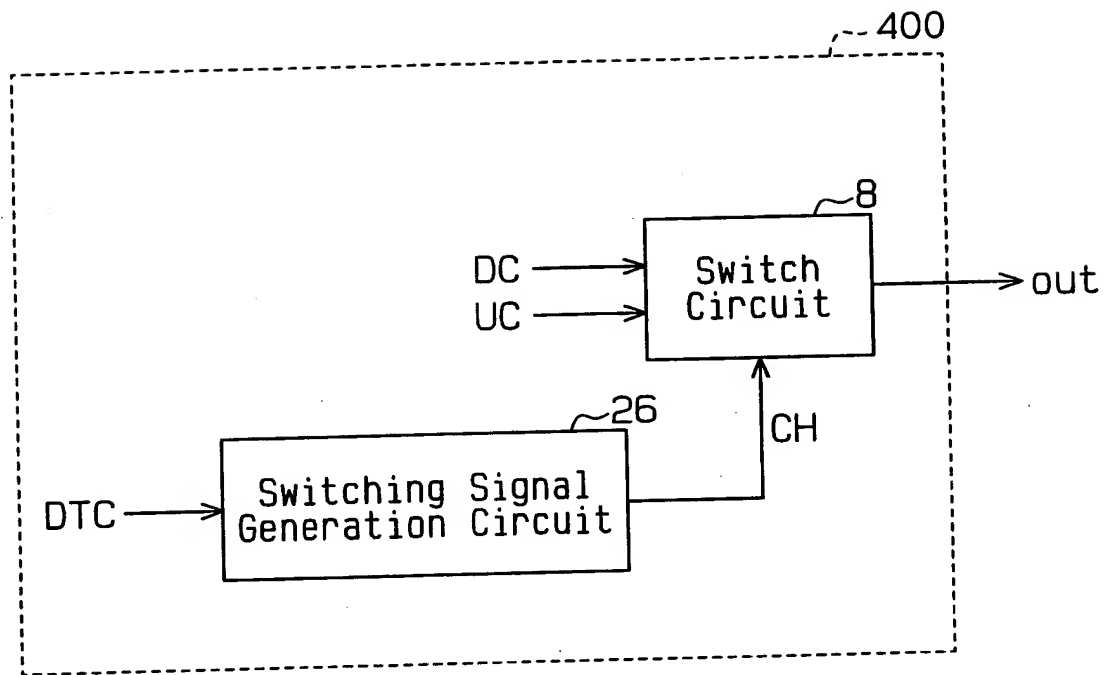 400
8
DC
UC
Switch
Circuit
out
26
CH
DTC
Switching Signal
Generation Circuit